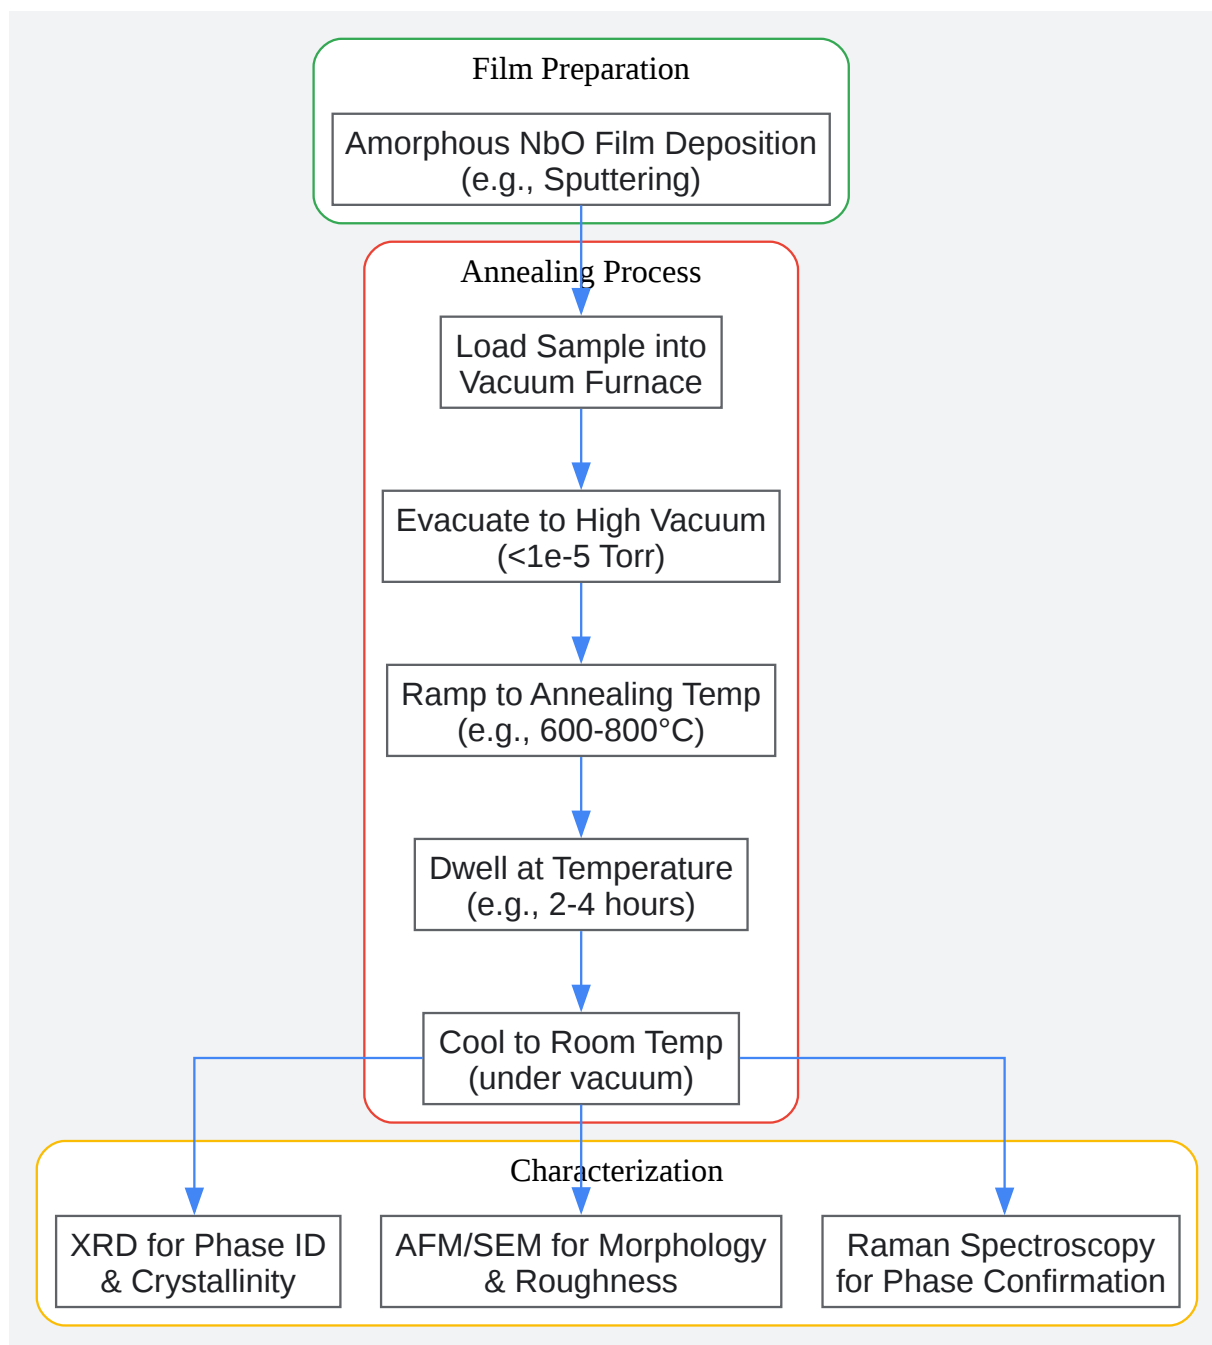 Film Preparation
Amorphous NbO Film Deposition
(e.g., Sputtering)
Annealing Process
Load Sample into
Vacuum Furnace
Evacuate to High Vacuum
(<1e-5 Torr)
Ramp to Annealing Temp
(e.g., 600-800°C)
Dwell at Temperature
(e.g., 2-4 hours)
Cool to Room Temp
(under vacuum)
Characterization
XRD for Phase ID
& Crystallinity
AFM/SEM for Morphology
& Roughness
Raman Spectroscopy
for Phase Confirmation